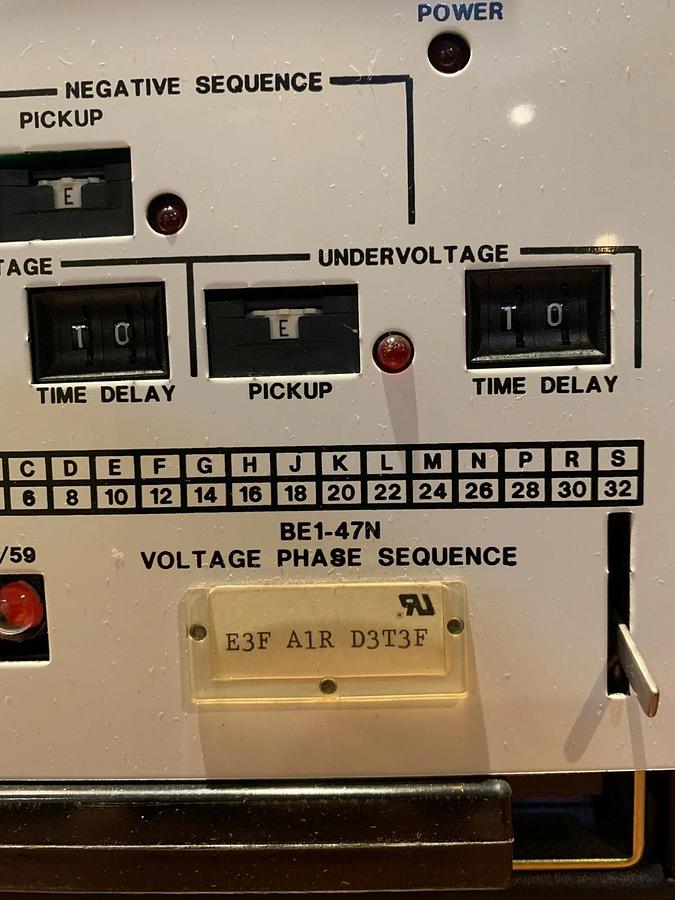 POWER
NEGATIVE SEQUENCE
PICKUP
E
TAGE
UNDERVOLTAGE
T O
E
T O
TIME DELAY
PICKUP
TIME DELAY
C D E F G H J K L M N P R S
6 8 10 12 14 16 18 20 22 24 26 28 30 32
BE1-47N
/59
VOLTAGE PHASE SEQUENCE
RU®
E3F A1R D3T3F